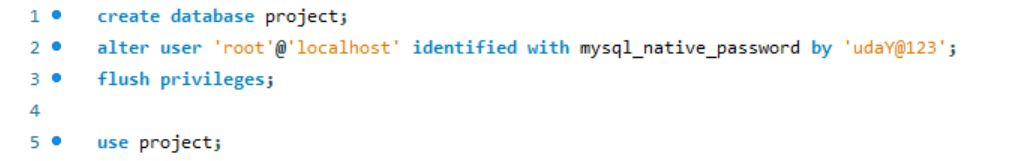 1 create database project;
2 alter user 'root'@'localhost' identified with mysql_native_password by 'udaY@123';
3 flush privileges;
4
5 use project;